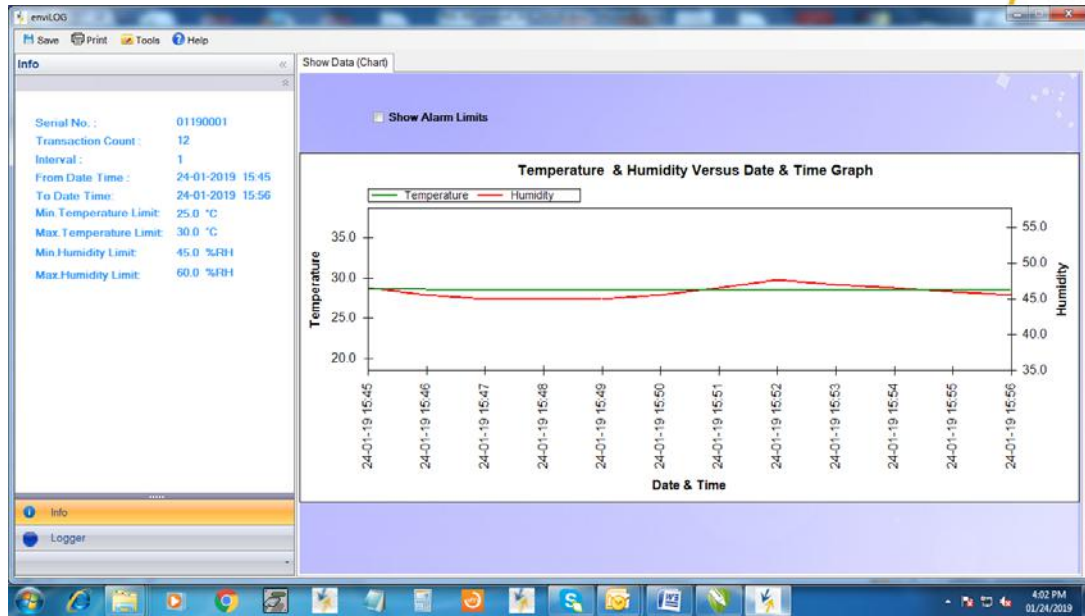 enviLOG
Save Print Tools Help
Info
Show Data (Chart)
Serial No. : 01190001
Transaction Count : 12
Interval : 1
From Date Time : 24-01-2019 15:45
To Date Time: 24-01-2019 15:56
Min.Temperature Limit: 25.0 °C
Max.Temperature Limit: 30.0 °C
Min.Humidity Limit: 45.0 %RH
Max.Humidity Limit: 60.0 %RH
Info
Logger
Show Alarm Limits
Temperature & Humidity Versus Date & Time Graph
Temperature Humidity
Temperature
35.0
30.0
25.0
20.0
55.0
50.0
45.0
40.0
35.0
Humidity
24-01-19 15:45
24-01-19 15:46
24-01-19 15:47
24-01-19 15:48
24-01-19 15:49
24-01-19 15:50
24-01-19 15:51
24-01-19 15:52
24-01-19 15:53
24-01-19 15:54
24-01-19 15:55
24-01-19 15:56
Date & Time
4:02 PM
01/24/2019